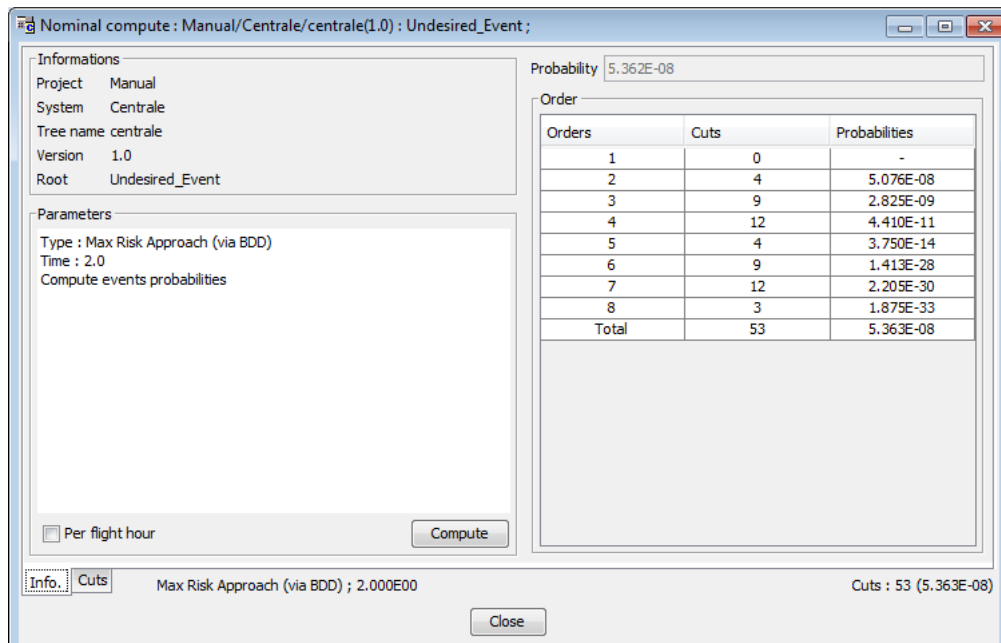 Nominal compute : Manual/Centrale/centrale(1.0) : Undesired_Event ;
Informations
Project Manual
System Centrale
Tree name centrale
Version 1.0
Root Undesired_Event
Parameters
Type : Max Risk Approach (via BDD)
Time : 2.0
Compute events probabilities
Per flight hour Compute
Probability 5.362E-08
Order
Orders Cuts Probabilities
1 0 -
2 4 5.076E-08
3 9 2.825E-09
4 12 4.410E-11
5 4 3.750E-14
6 9 1.413E-28
7 12 2.205E-30
8 3 1.875E-33
Total 53 5.363E-08
Info. Cuts Max Risk Approach (via BDD) ; 2.000E00 Cuts : 53 (5.363E-08)
Close